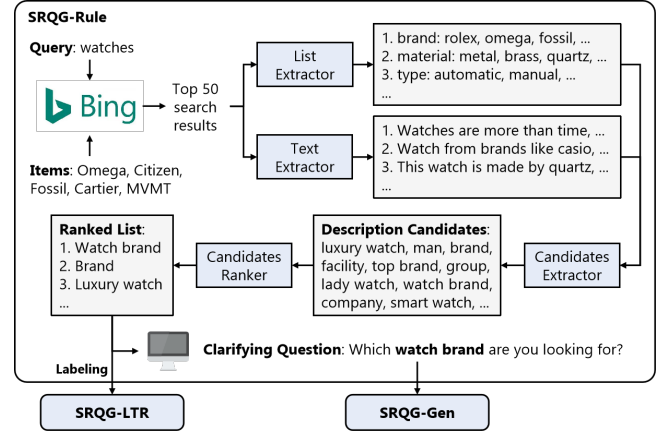 SRQG-Rule
Query: watches
Bing
Items: Omega, Citizen,
Fossil, Cartier, MVMT
Top 50
search
results
List
Extractor
1. brand: rolex, omega, fossil, ...
2. material: metal, brass, quartz, ...
3. type: automatic, manual, ...
...
Text
Extractor
1. Watches are more than time, ...
2. Watch from brands like casio, ...
3. This watch is made by quartz, ...
...
Candidates
Extractor
Description Candidates:
luxury watch, man, brand,
facility, top brand, group,
lady watch, watch brand,
company, smart watch, ...
Candidates
Ranker
Ranked List:
1. Watch brand
2. Brand
3. Luxury watch
...
Clarifying Question: Which watch brand are you looking for?
Labeling
SRQG-LTR
SRQG-Gen